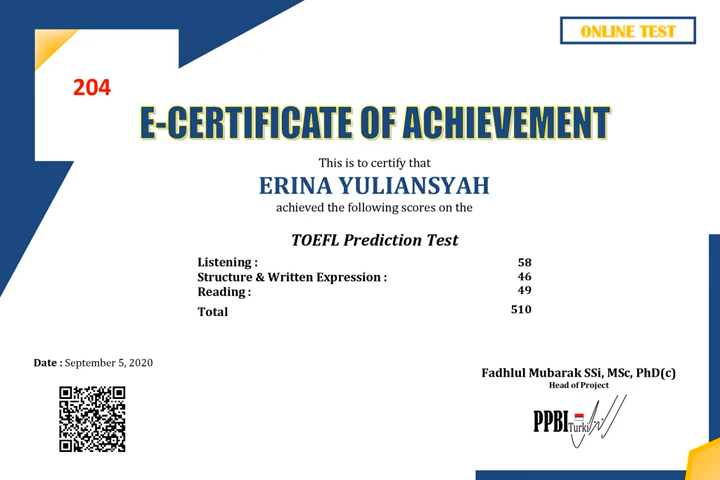 ONLINE TEST
204
E-CERTIFICATE OF ACHIEVEMENT
This is to certify that
ERINA YULIANSYAH
achieved the following scores on the
TOEFL Prediction Test
Listening : 58
Structure & Written Expression : 46
Reading : 49
Total 510
Date : September 5, 2020
Fadhlul Mubarak SSi, MSc, PhD(c)
Head of Project
PPBI Turki